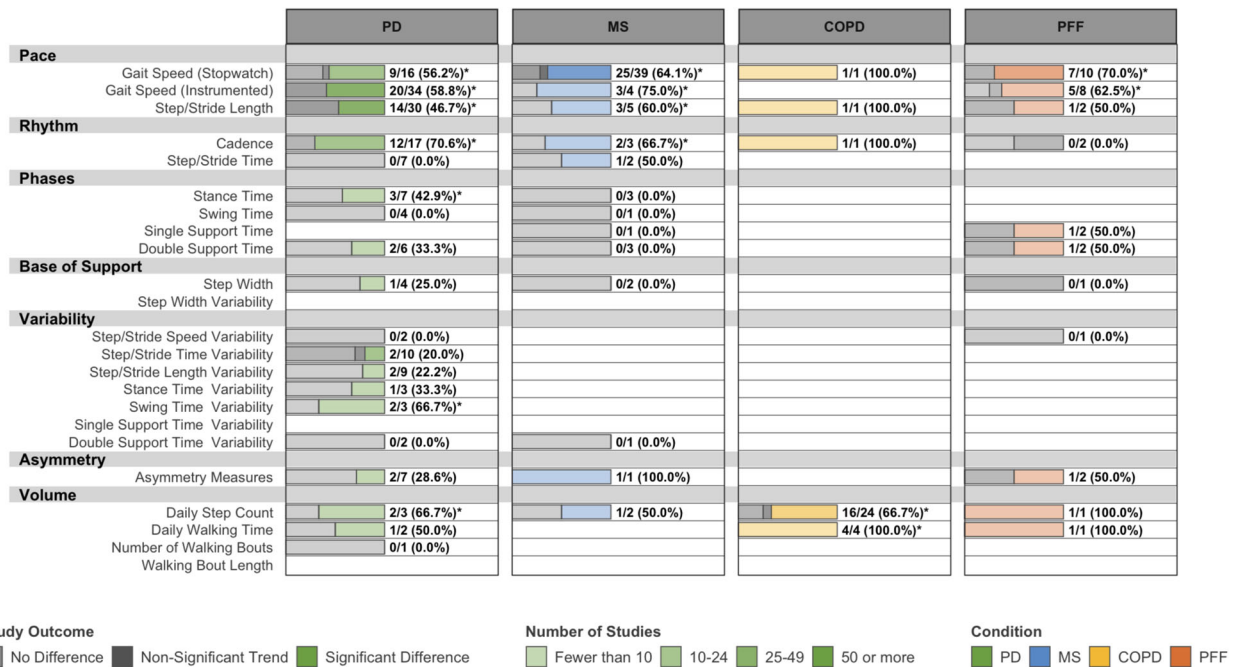 PD MS COPD PFF
Pace
Gait Speed (Stopwatch) 9/16 (56.2%)* 25/39 (64.1%)* 1/1 (100.0%) 7/10 (70.0%)*
Gait Speed (Instrumented) 20/34 (58.8%)* 3/4 (75.0%)* 5/8 (62.5%)*
Step/Stride Length 14/30 (46.7%)* 3/5 (60.0%)* 1/1 (100.0%) 1/2 (50.0%)
Rhythm
Cadence 12/17 (70.6%)* 2/3 (66.7%)* 1/1 (100.0%) 0/2 (0.0%)
Step/Stride Time 0/7 (0.0%) 1/2 (50.0%)
Phases
Stance Time 3/7 (42.9%)* 0/3 (0.0%)
Swing Time 0/4 (0.0%) 0/1 (0.0%)
Single Support Time 0/1 (0.0%) 1/2 (50.0%)
Double Support Time 2/6 (33.3%) 0/3 (0.0%) 1/2 (50.0%)
Base of Support
Step Width 1/4 (25.0%) 0/2 (0.0%) 0/1 (0.0%)
Step Width Variability
Variability
Step/Stride Speed Variability 0/2 (0.0%) 0/1 (0.0%)
Step/Stride Time Variability 2/10 (20.0%)
Step/Stride Length Variability 2/9 (22.2%)
Stance Time Variability 1/3 (33.3%)
Swing Time Variability 2/3 (66.7%)*
Single Support Time Variability
Double Support Time Variability 0/2 (0.0%) 0/1 (0.0%)
Asymmetry
Asymmetry Measures 2/7 (28.6%) 1/1 (100.0%) 1/2 (50.0%)
Volume
Daily Step Count 2/3 (66.7%)* 1/2 (50.0%) 16/24 (66.7%)* 1/1 (100.0%)
Daily Walking Time 1/2 (50.0%) 4/4 (100.0%)* 1/1 (100.0%)
Number of Walking Bouts 0/1 (0.0%)
Walking Bout Length
udy Outcome Number of Studies Condition
No Difference Non-Significant Trend Significant Difference Fewer than 10 10-24 25-49 50 or more PD MS COPD PFF